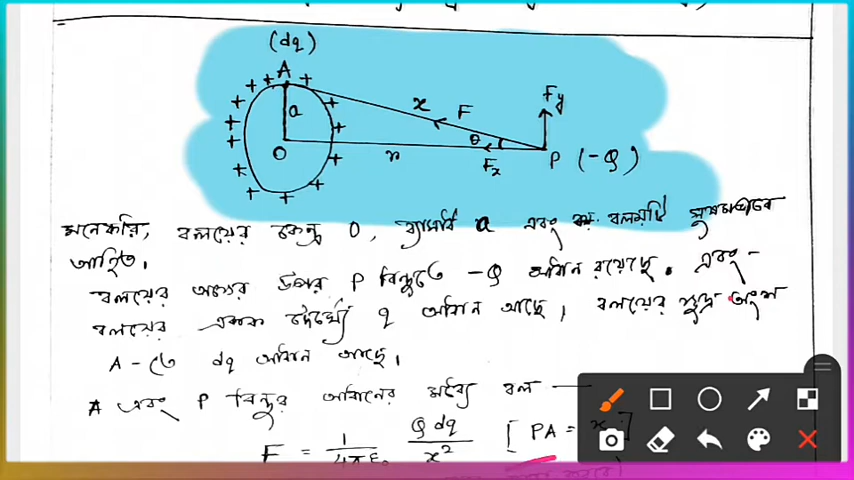 (dq)
A
a
x
F
Fy
θ
O
n
Fx
P (-Q)
মনেকরি, বলয়ের কেন্দ্র O, ব্যাসার্ধ a এবং বলয়টি সুষমভাবে
আহিত।
বলয়ের অক্ষের উপর P বিন্দুতে -Q আধান রয়েছে. এবং-
বলয়ের একক দৈর্ঘ্যে q আধান আছে, বলয়ের ক্ষুদ্র অংশ
A-তে dq আধান আছে।
A এবং P বিন্দুর আধানের মধ্যে বল —
F = 1/4πε₀ Q dq/x² [PA = x]